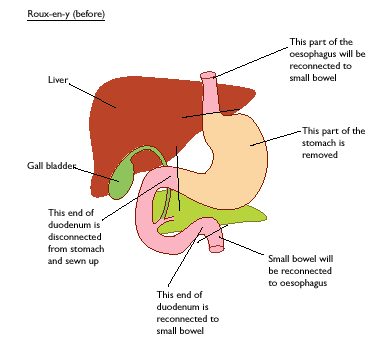 Roux-en-y (before)
This part of the
oesophagus will be
reconnected to
small bowel
Liver
This part of the
stomach is
removed
Gall bladder
This end of
duodenum is
disconnected
from stomach
and sewn up
Small bowel will
be reconnected
to oesophagus
This end of
duodenum is
reconnected to
small bowel